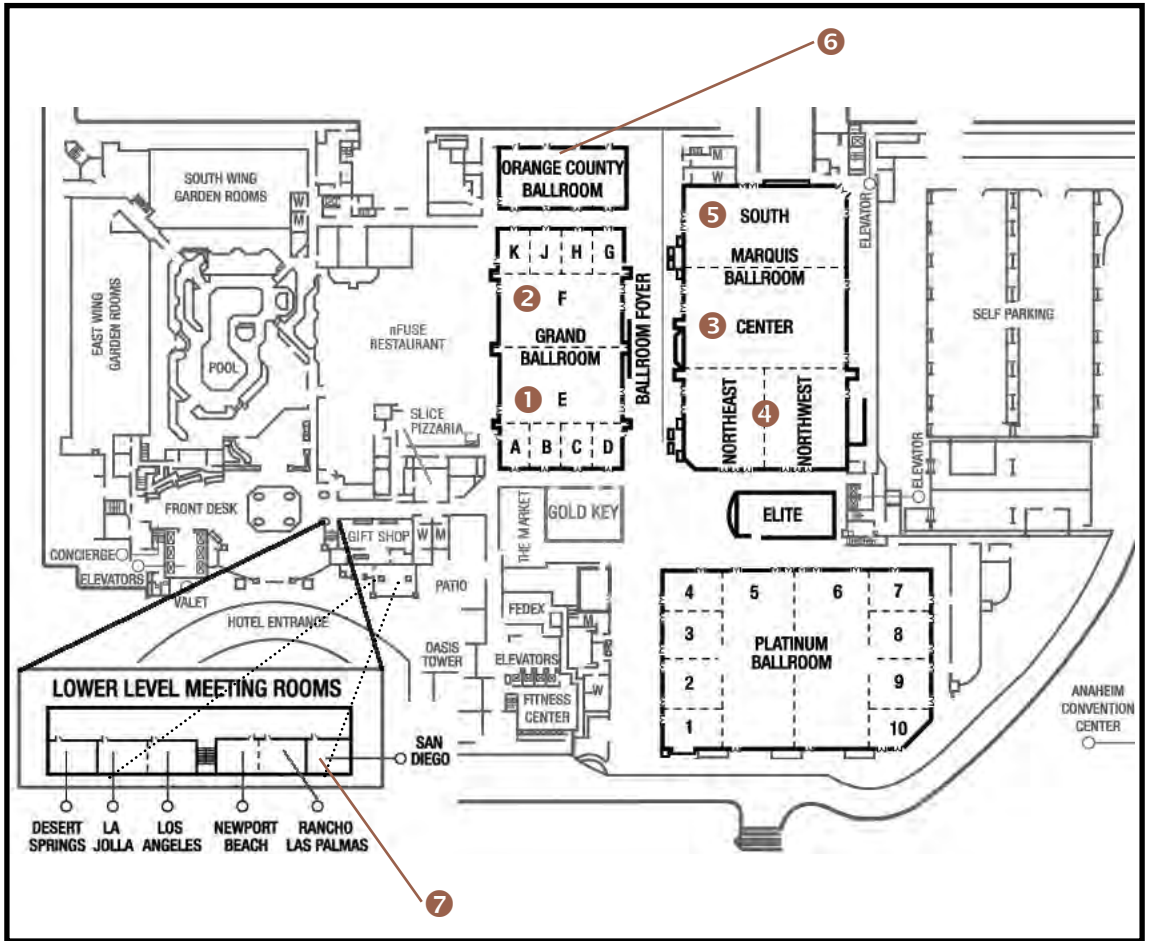 6
ORANGE COUNTY
BALLROOM
M
W
SOUTH WING
GARDEN ROOMS
W
M
ELEVATOR
5 SOUTH
MARQUIS
BALLROOM
K J H G
2 F
GRAND
BALLROOM
1 E
A B C D
BALLROOM FOYER
3 CENTER
NORTHEAST
4
NORTHWEST
SELF PARKING
EAST WING
GARDEN ROOMS
POOL
nFUSE
RESTAURANT
SLICE
PIZZARIA
FRONT DESK
GIFT SHOP
W M
THE MARKET
GOLD KEY
ELITE
ELEVATOR
CONCIERGE
ELEVATORS
VALET
HOTEL ENTRANCE
PATIO
OASIS
TOWER
FEDEX
M
ELEVATORS
W
FITNESS
CENTER
4 5 6 7
3 8
PLATINUM
BALLROOM
2 9
1 10
ANAHEIM
CONVENTION
CENTER
LOWER LEVEL MEETING ROOMS
SAN
DIEGO
DESERT
SPRINGS
LA
JOLLA
LOS
ANGELES
NEWPORT
BEACH
RANCHO
LAS PALMAS
7